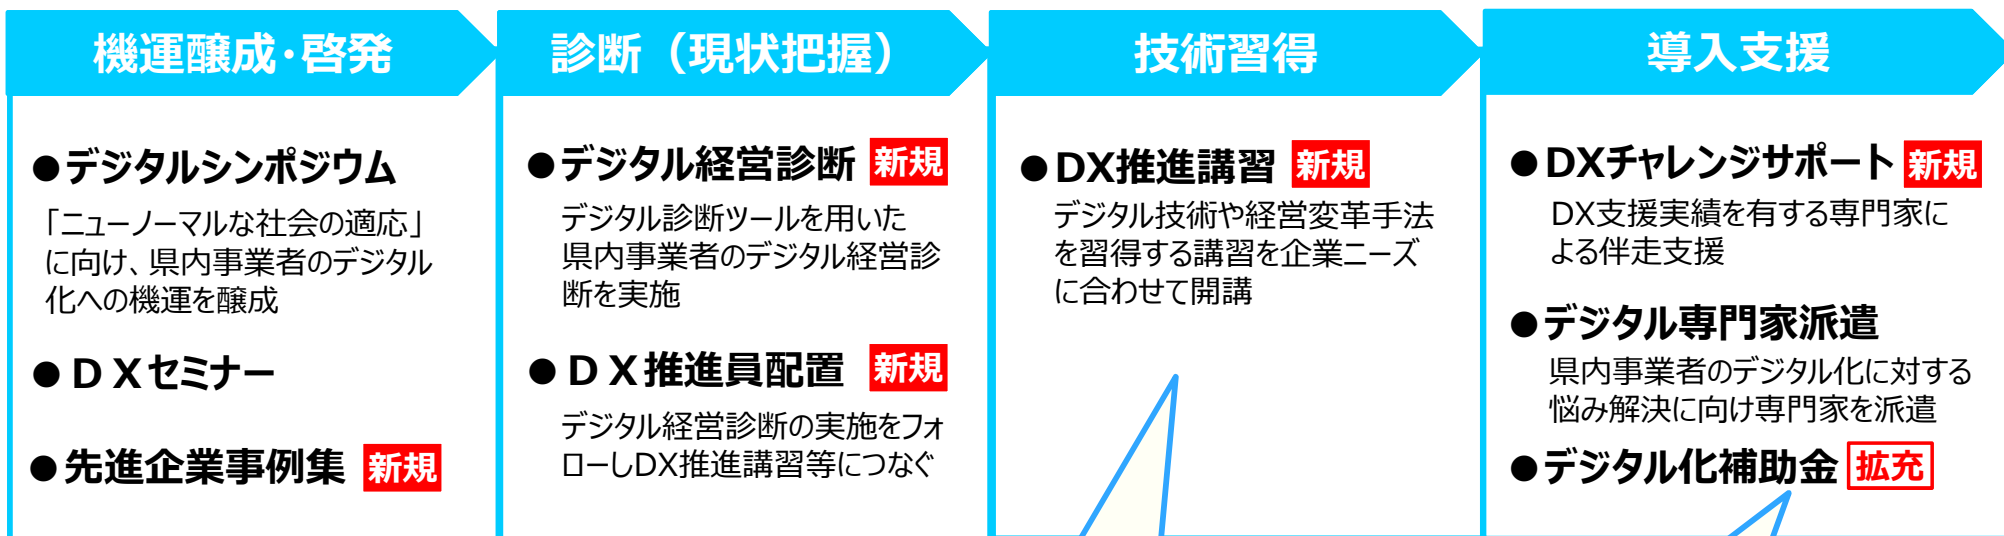 機運醸成・啓発
●デジタルシンポジウム
「ニューノーマルな社会の適応」
に向け、県内事業者のデジタル
化への機運を醸成
●ＤＸセミナー
●先進企業事例集 新規
診断（現状把握）
●デジタル経営診断 新規
デジタル診断ツールを用いた
県内事業者のデジタル経営診
断を実施
●ＤＸ推進員配置 新規
デジタル経営診断の実施をフォ
ローしDX推進講習等につなぐ
技術習得
●DX推進講習 新規
デジタル技術や経営変革手法
を習得する講習を企業ニーズ
に合わせて開講
導入支援
●DXチャレンジサポート 新規
DX支援実績を有する専門家に
よる伴走支援
●デジタル専門家派遣
県内事業者のデジタル化に対する
悩み解決に向け専門家を派遣
●デジタル化補助金 拡充